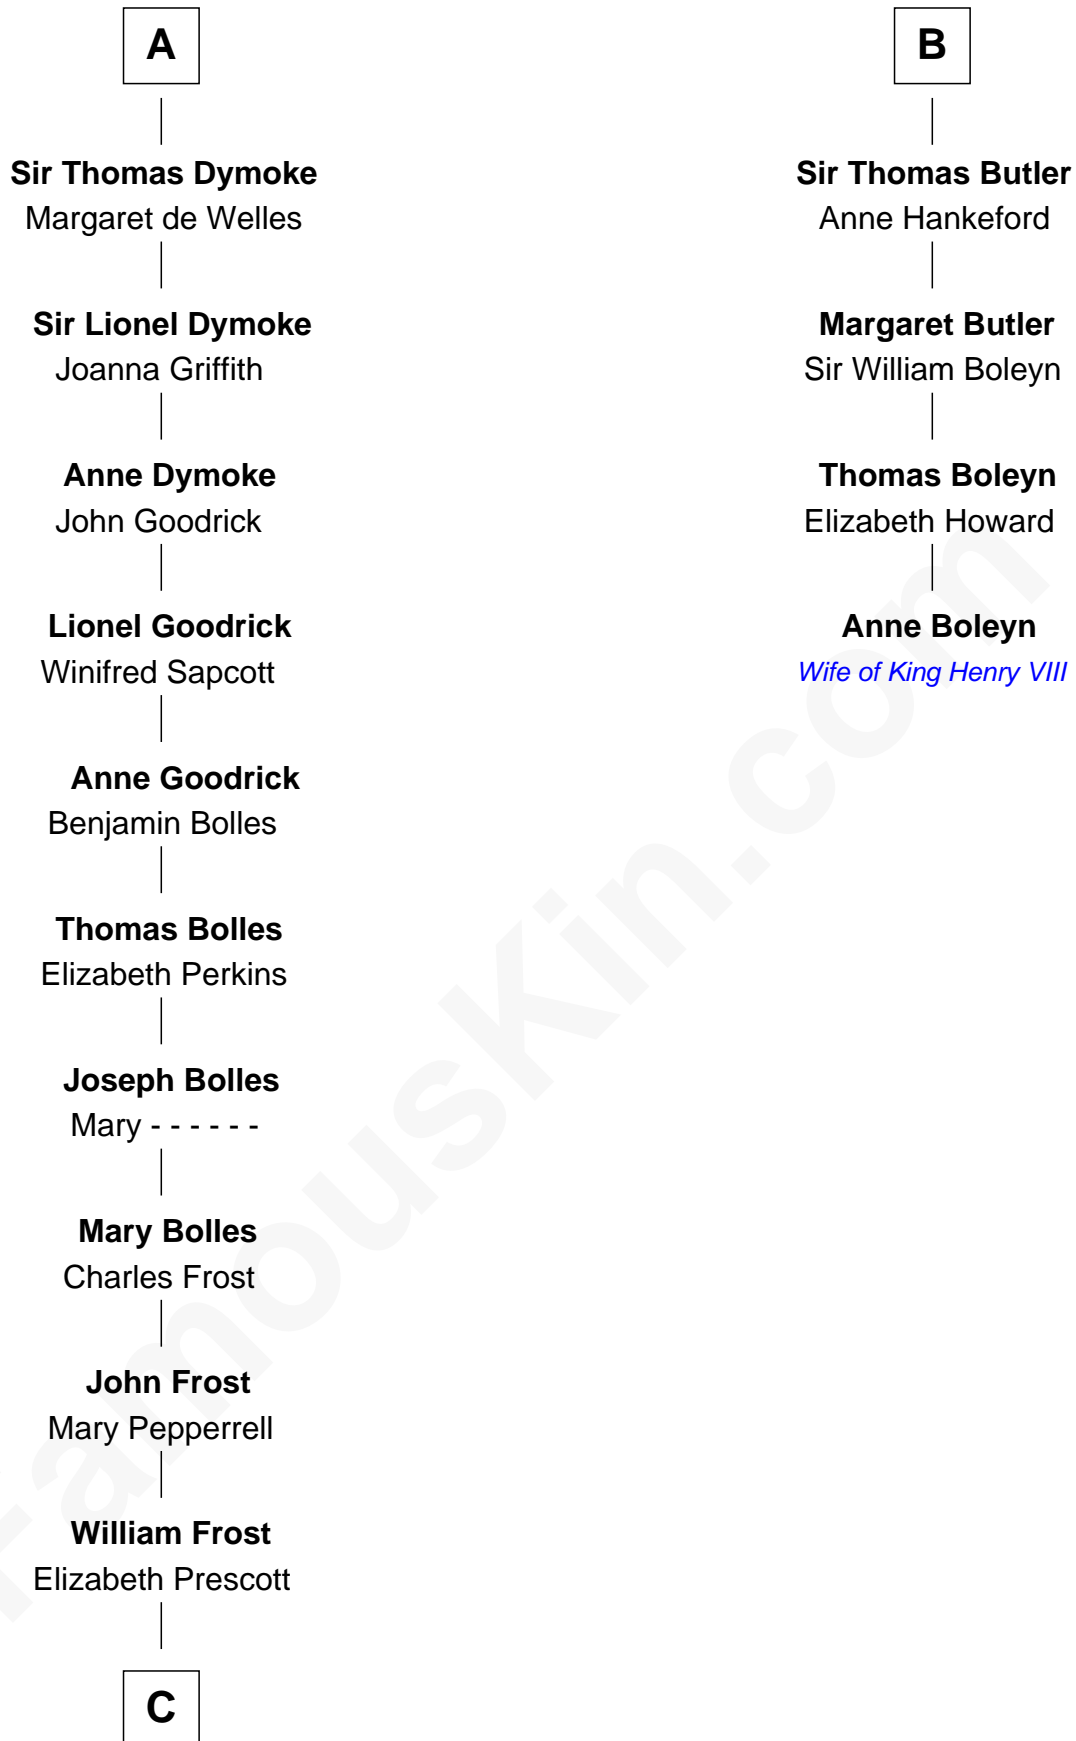 A
Sir Thomas Dymoke
Margaret de Welles
Sir Lionel Dymoke
Joanna Griffith
Anne Dymoke
John Goodrick
Lionel Goodrick
Winifred Sapcott
Anne Goodrick
Benjamin Bolles
Thomas Bolles
Elizabeth Perkins
Joseph Bolles
Mary - - - - - -
Mary Bolles
Charles Frost
John Frost
Mary Pepperrell
William Frost
Elizabeth Prescott
C
B
Sir Thomas Butler
Anne Hankeford
Margaret Butler
Sir William Boleyn
Thomas Boleyn
Elizabeth Howard
Anne Boleyn
Wife of King Henry VIII
FamousKin.com